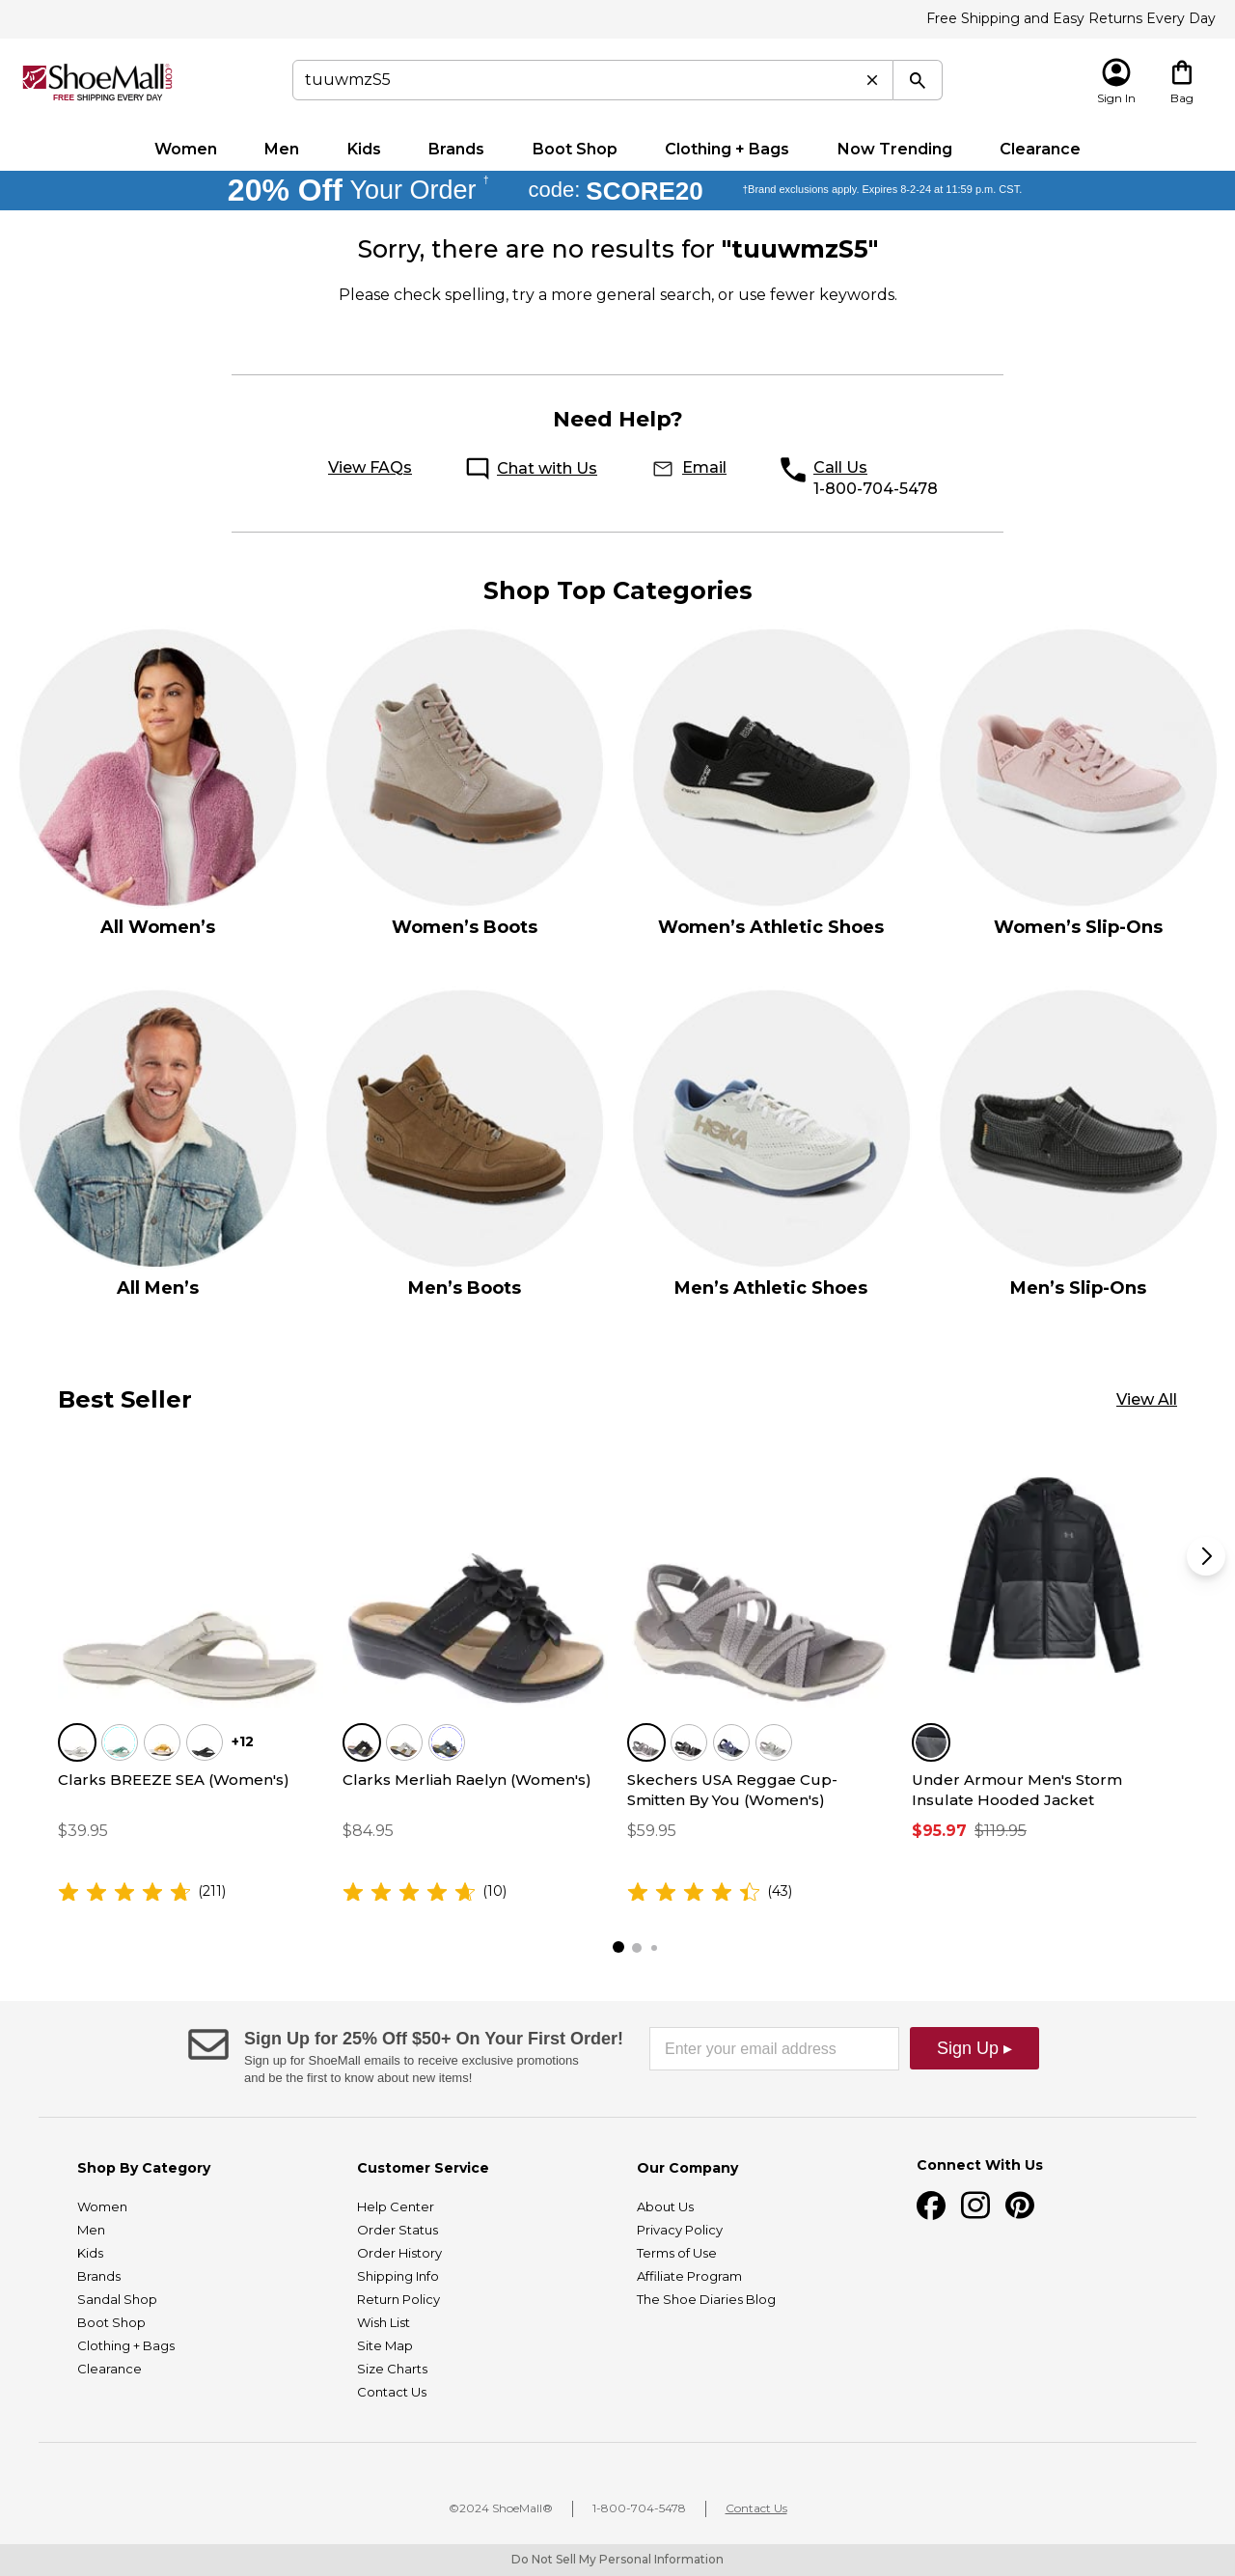 Free Shipping and Easy Returns Every Day
ShoeMall.com
FREE SHIPPING EVERY DAY
tuuwmzS5
Sign In
Bag
Women Men Kids Brands Boot Shop Clothing + Bags Now Trending Clearance
20% Off Your Order † code: SCORE20 †Brand exclusions apply. Expires 8-2-24 at 11:59 p.m. CST.
Sorry, there are no results for "tuuwmzS5"
Please check spelling, try a more general search, or use fewer keywords.
Need Help?
View FAQs
Chat with Us
Email
Call Us
1-800-704-5478
Shop Top Categories
All Women’s
Women’s Boots
Women’s Athletic Shoes
Women’s Slip-Ons
HOKA
All Men’s
Men’s Boots
Men’s Athletic Shoes
Men’s Slip-Ons
Best Seller
View All
+12
Clarks BREEZE SEA (Women's)
$39.95
(211)
Clarks Merliah Raelyn (Women's)
$84.95
(10)
Skechers USA Reggae Cup-
Smitten By You (Women's)
$59.95
(43)
Under Armour Men's Storm
Insulate Hooded Jacket
$95.97 $119.95
Sign Up for 25% Off $50+ On Your First Order!
Sign up for ShoeMall emails to receive exclusive promotions
and be the first to know about new items!
Enter your email address
Sign Up ▸
Shop By Category
Women
Men
Kids
Brands
Sandal Shop
Boot Shop
Clothing + Bags
Clearance
Customer Service
Help Center
Order Status
Order History
Shipping Info
Return Policy
Wish List
Site Map
Size Charts
Contact Us
Our Company
About Us
Privacy Policy
Terms of Use
Affiliate Program
The Shoe Diaries Blog
Connect With Us
©2024 ShoeMall®
1-800-704-5478
Contact Us
Do Not Sell My Personal Information